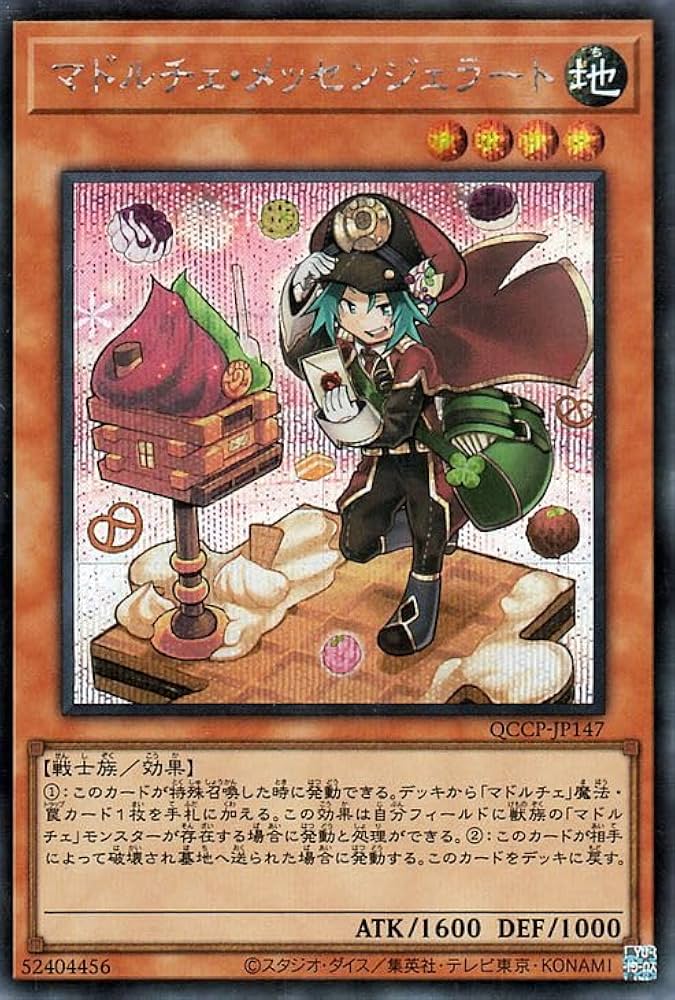 マドルチェ・メッセンジェラート
地
ち
QCCP-JP147
【戦士族／効果】
①：このカードが特殊召喚した時に発動できる。デッキから「マドルチェ」魔法・
罠カード１枚を手札に加える。この効果は自分フィールドに獣族の「マドル
チェ」モンスターが存在する場合に発動と処理ができる。②：このカードが相手
によって破壊され墓地へ送られた場合に発動する。このカードをデッキに戻す。
ATK/1600 DEF/1000
52404456
©スタジオ・ダイス／集英社・テレビ東京・KONAMI